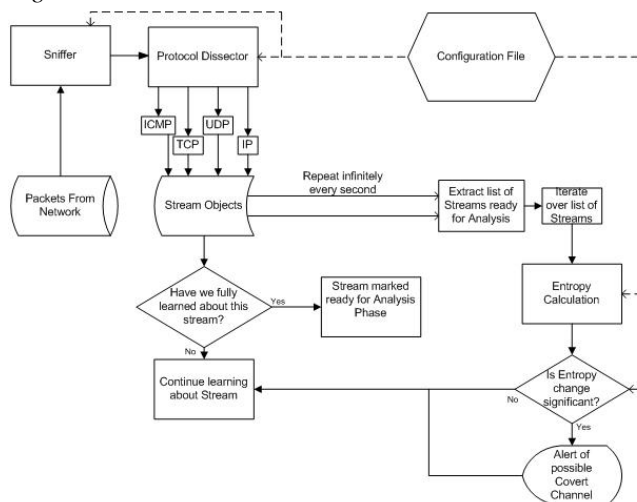 Sniffer
Protocol Dissector
Configuration File
ICMP
UDP
TCP
IP
Packets From
Network
Stream Objects
Repeat infinitely
every second
Extract list of
Streams ready
for Analysis
Iterate
over list of
Streams
Have we fully
learned about this
stream?
Yes
Stream marked
ready for Analysis
Phase
Entropy
Calculation
No
Continue learning
about Stream
Is Entropy
change
significant?
No
Yes
Alert of
possible
Covert
Channel